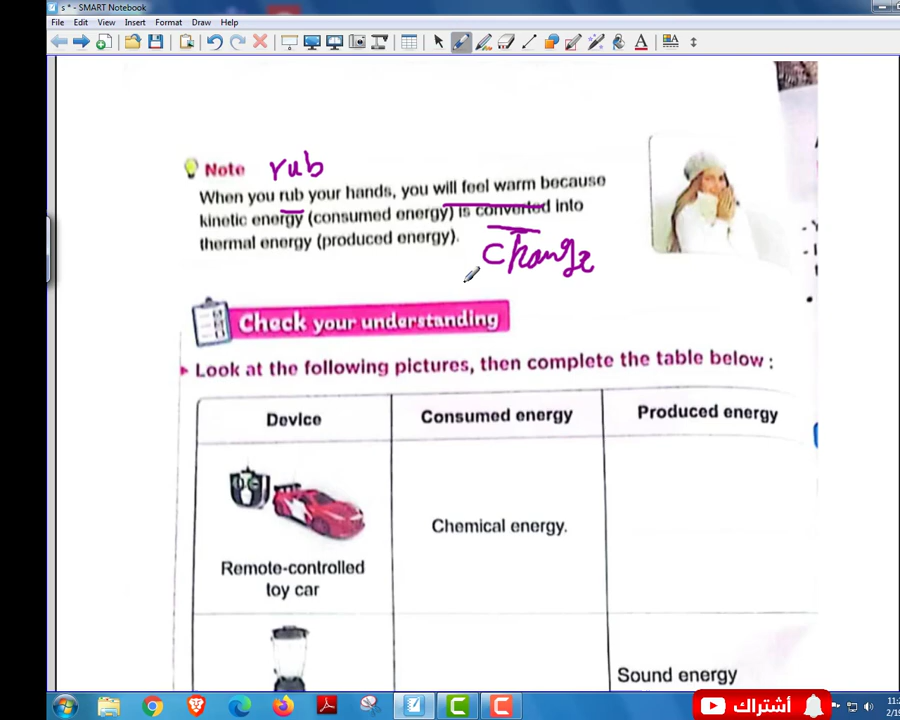 s * - SMART Notebook
File Edit View Insert Format Draw Help
Note rub
When you rub your hands, you will feel warm because
kinetic energy (consumed energy) is converted into
thermal energy (produced energy).
change
Check your understanding
Look at the following pictures, then complete the table below :
Device Consumed energy Produced energy
Chemical energy.
Remote-controlled
toy car
Sound energy
أشتراك